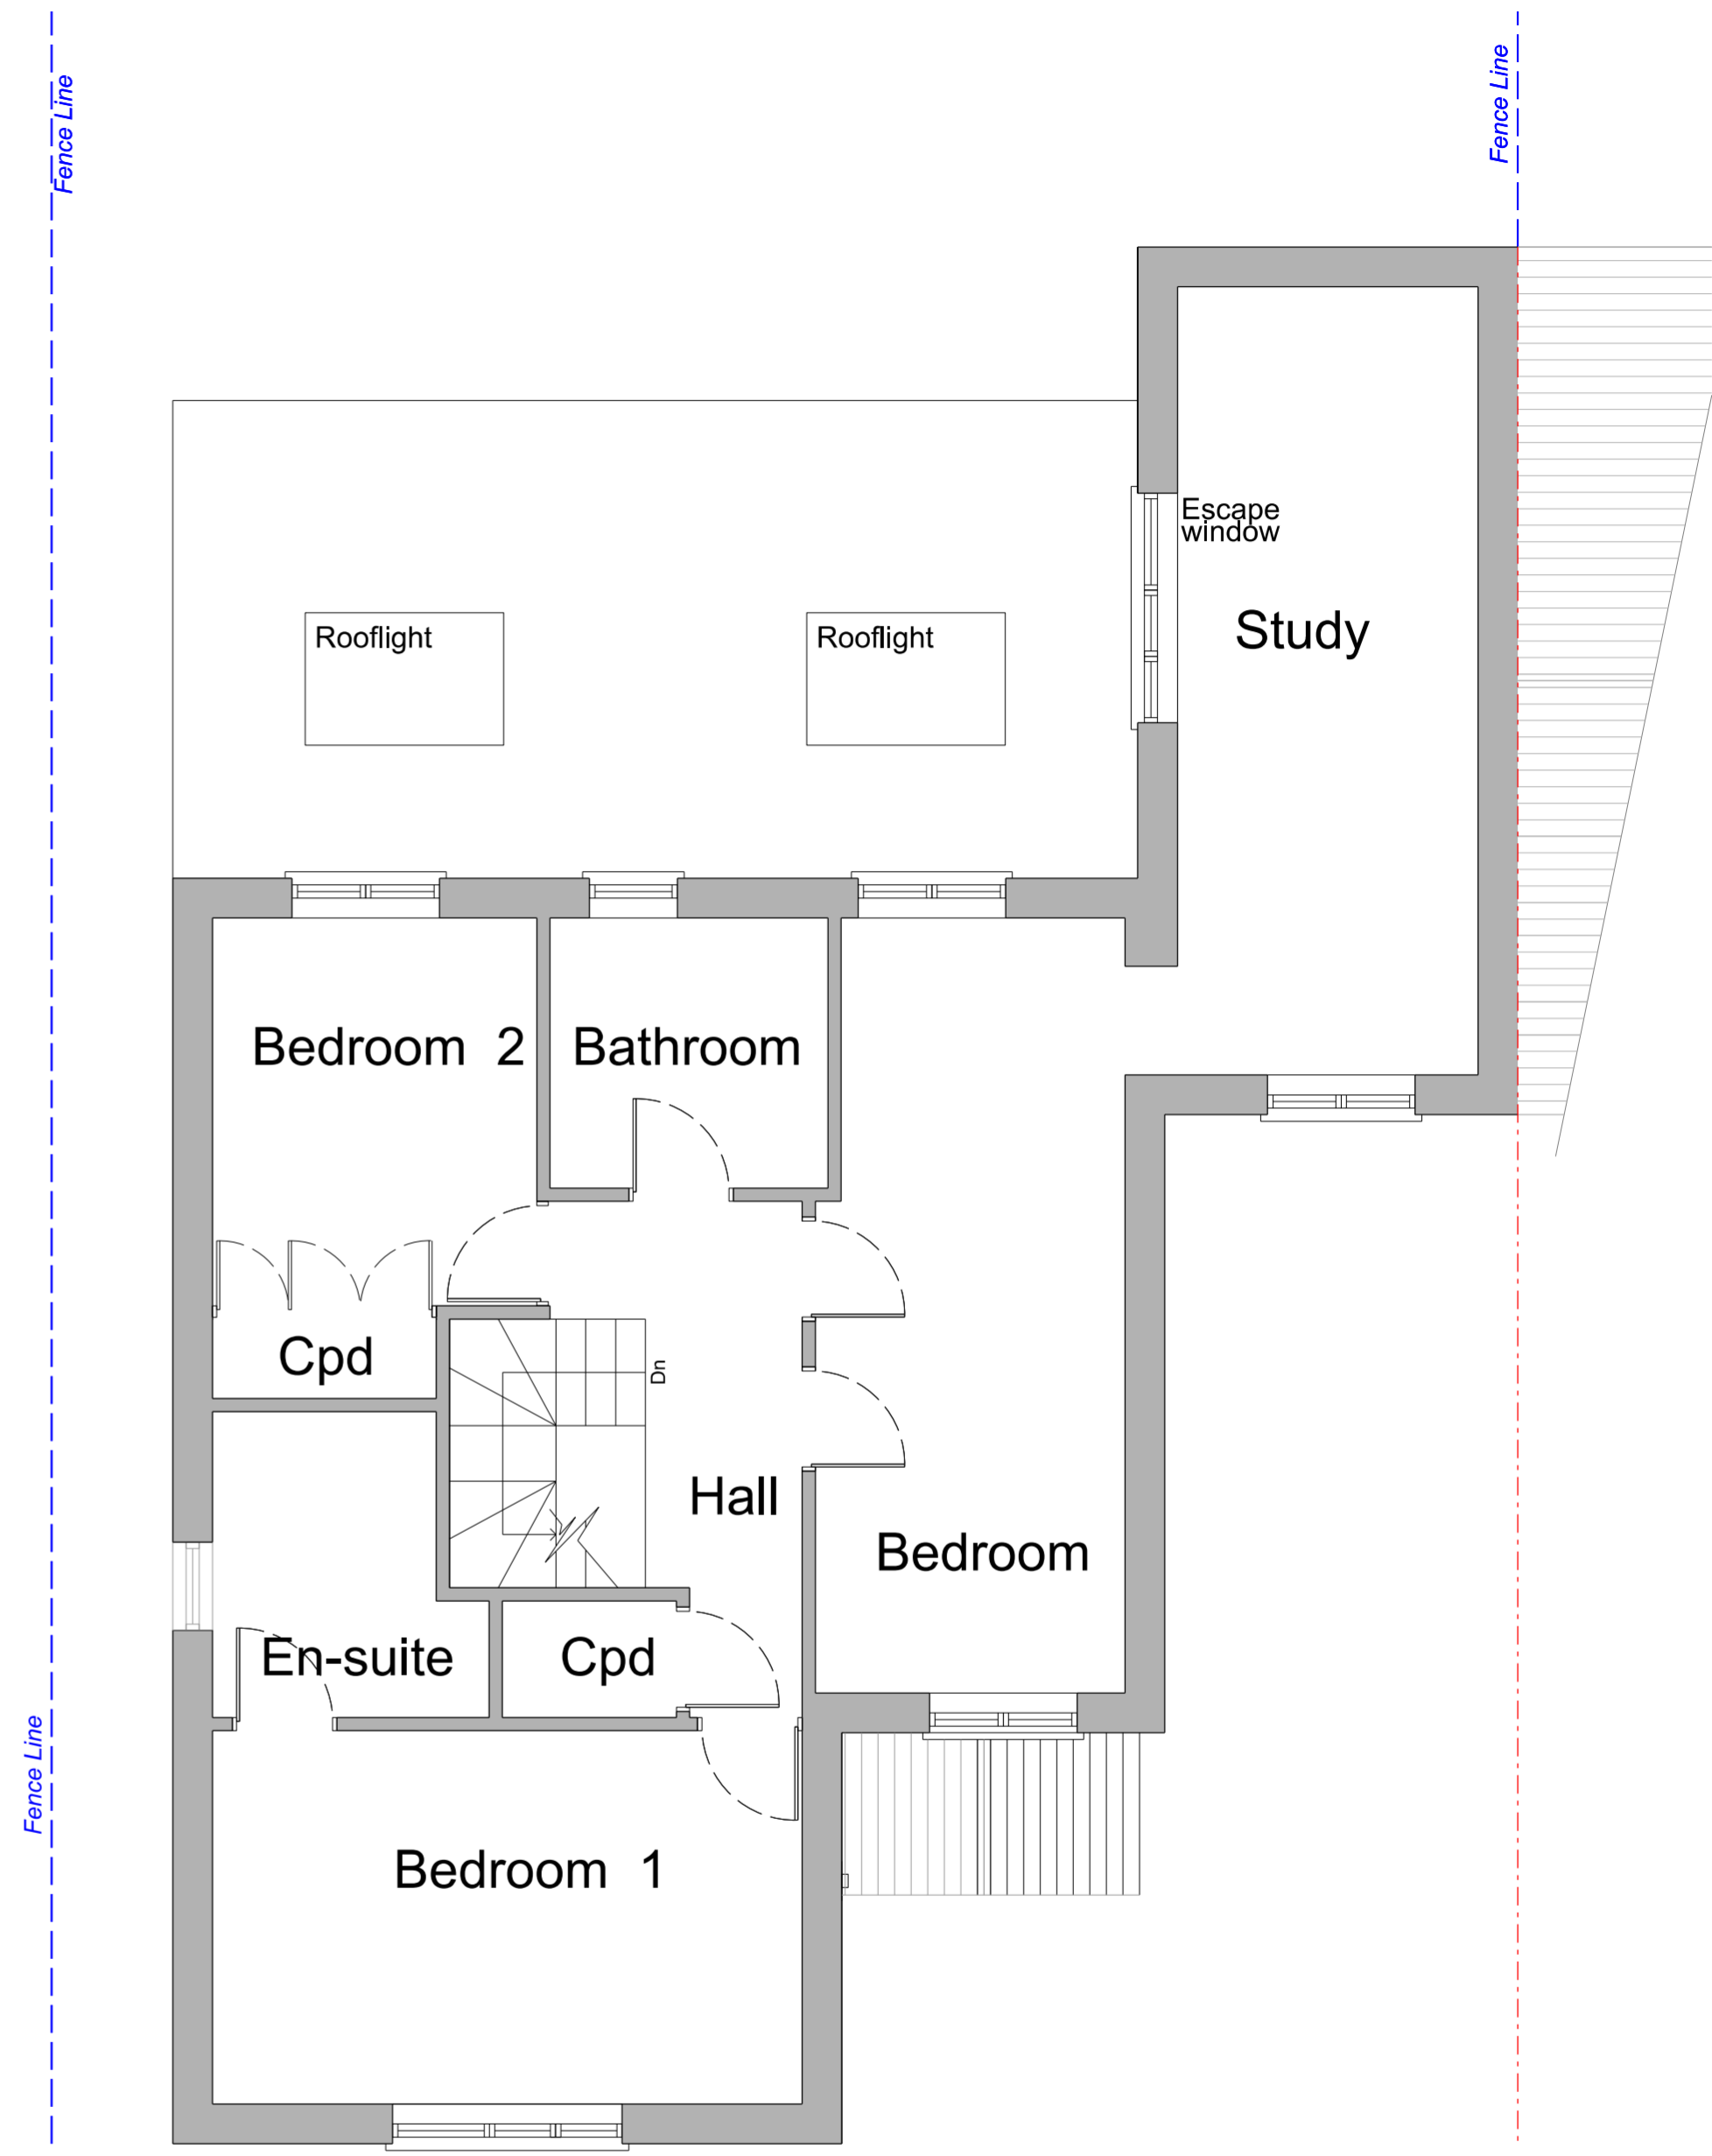 Fence Line
Fence Line
Escape
window
Study
Rooflight
Rooflight
Bedroom 2
Bathroom
Cpd
Dn
Hall
Bedroom
En-suite
Cpd
Fence Line
Bedroom 1